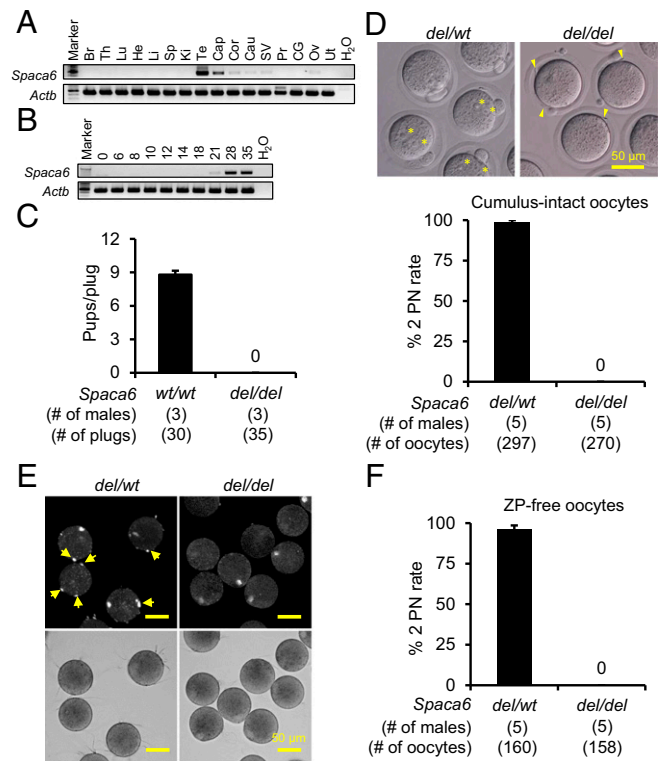 A
Marker Br Th Lu He Li Sp Ki Te Cap Cor Cau SV Pr CG Ov Ut H2O
Spaca6
Actb
B
Marker 0 6 8 10 12 14 18 21 28 35 H2O
Spaca6
Actb
C
12
9
6
3
0
Pups/plug
0
Spaca6 wt/wt del/del
(# of males) (3) (3)
(# of plugs) (30) (35)
D
del/wt del/del
* * * * * *
50 µm
Cumulus-intact oocytes
100
75
50
25
0
% 2 PN rate
0
Spaca6 del/wt del/del
(# of males) (5) (5)
(# of oocytes) (297) (270)
E
del/wt del/del
50 µm
F
ZP-free oocytes
100
75
50
25
0
% 2 PN rate
0
Spaca6 del/wt del/del
(# of males) (5) (5)
(# of oocytes) (160) (158)